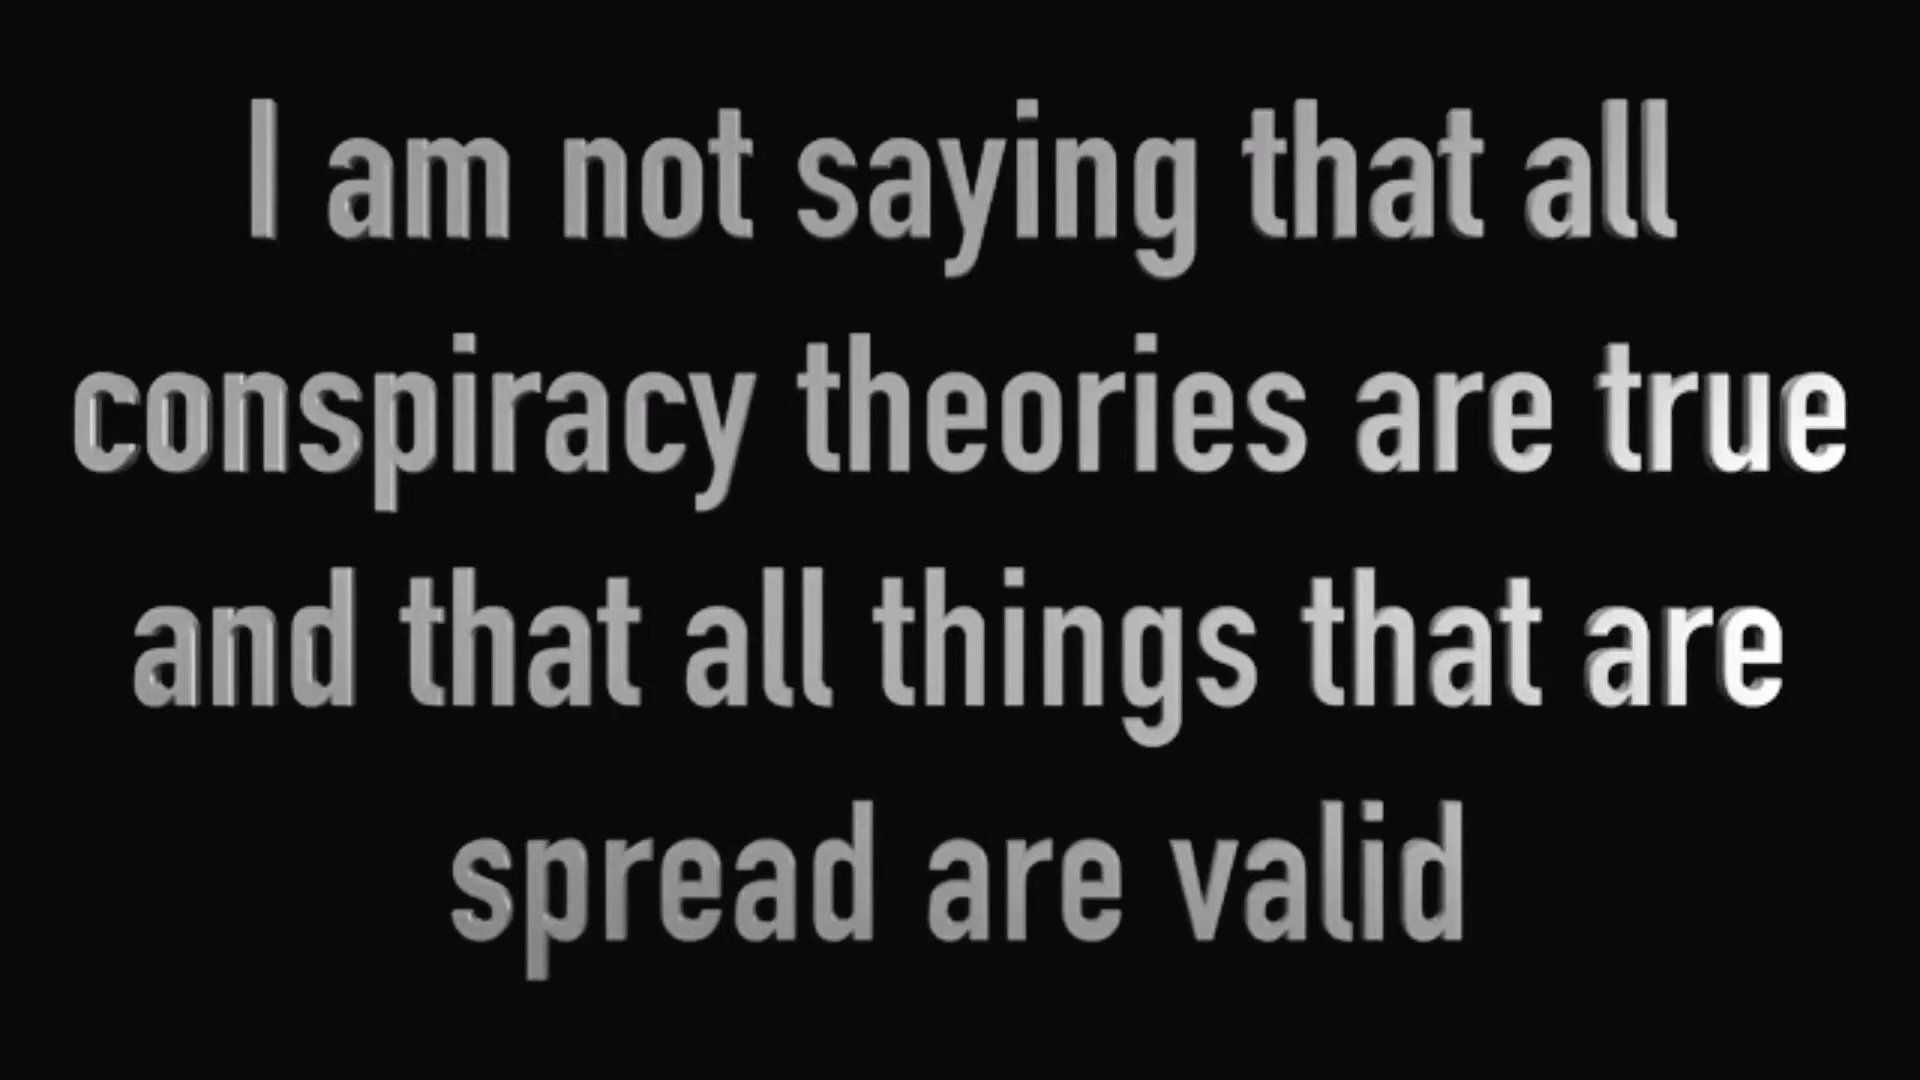 I am not saying that all
conspiracy theories are true
and that all things that are
spread are valid